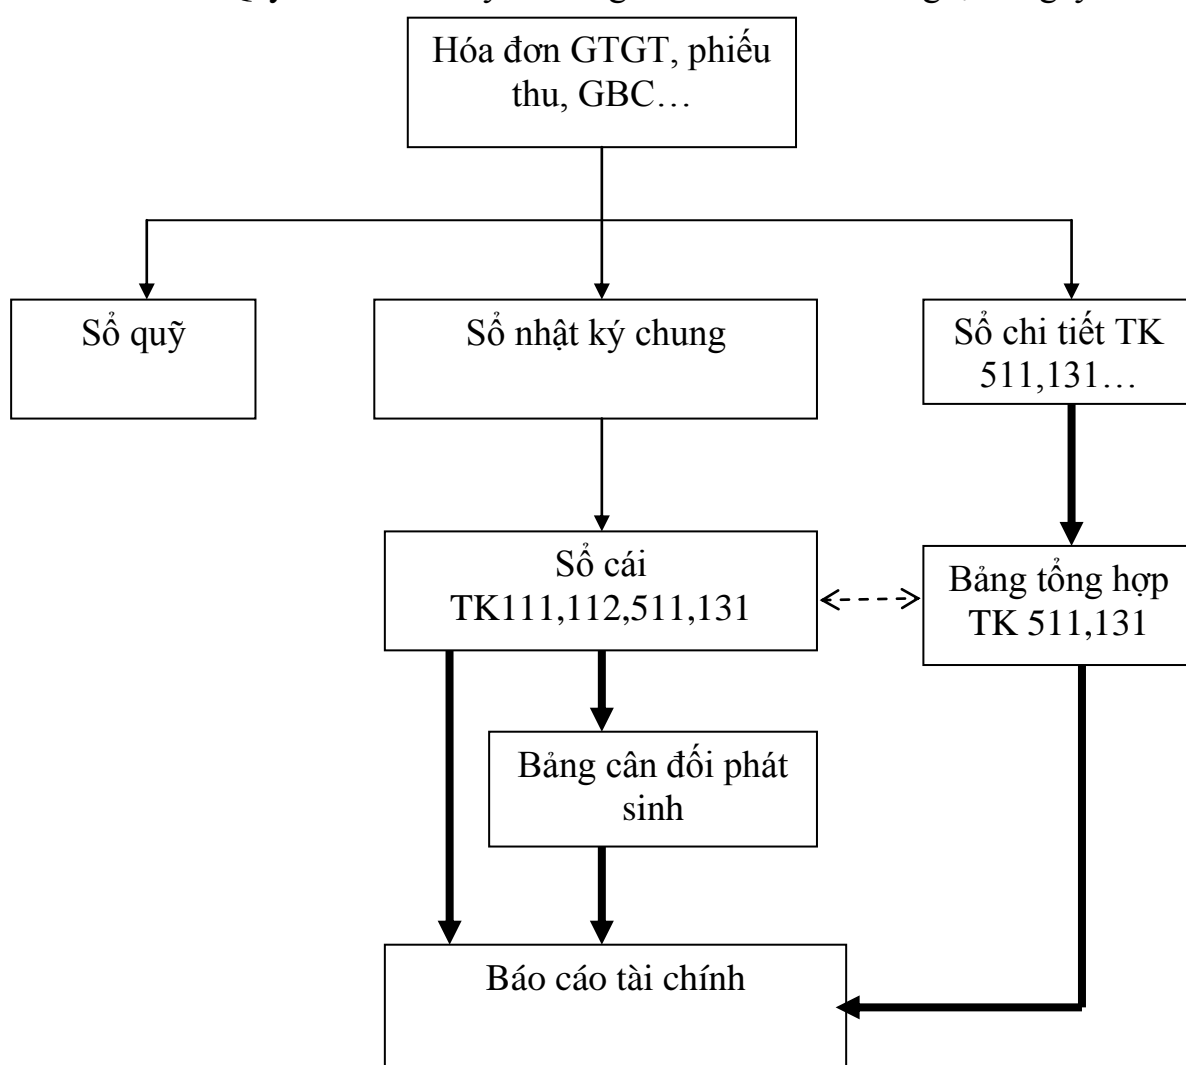 Hóa đơn GTGT, phiếu
thu, GBC…
Sổ quỹ
Sổ nhật ký chung
Sổ chi tiết TK
511,131…
Sổ cái
TK111,112,511,131
Bảng tổng hợp
TK 511,131
Bảng cân đối phát
sinh
Báo cáo tài chính